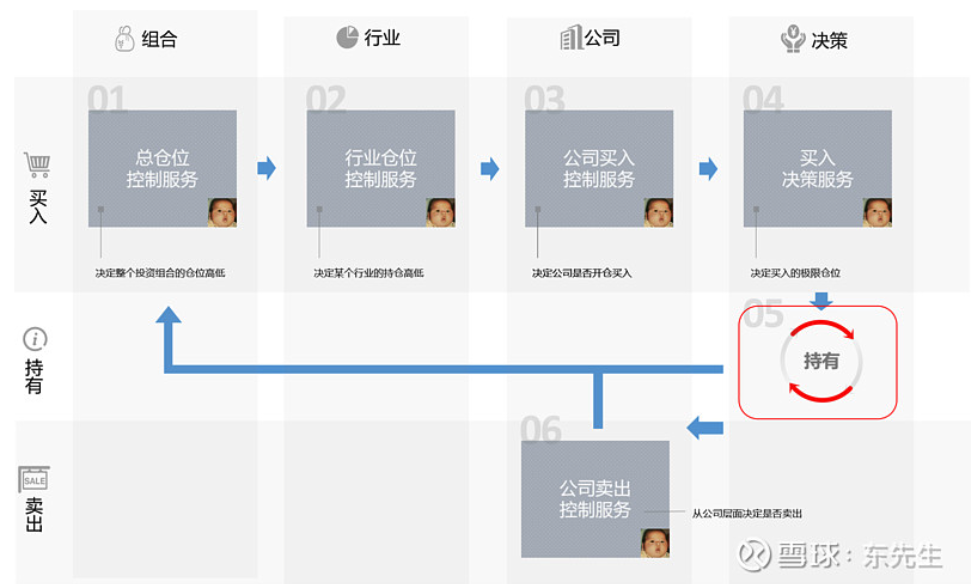 组合
行业
公司
决策
买入
01
总仓位
控制服务
决定整个投资组合的仓位高低
02
行业仓位
控制服务
决定某个行业的持仓高低
03
公司买入
控制服务
决定公司是否开仓买入
04
买入
决策服务
决定买入的极限仓位
持有
05
持有
SALE
卖出
06
公司卖出
控制服务
从公司层面决定是否卖出
雪球：东先生